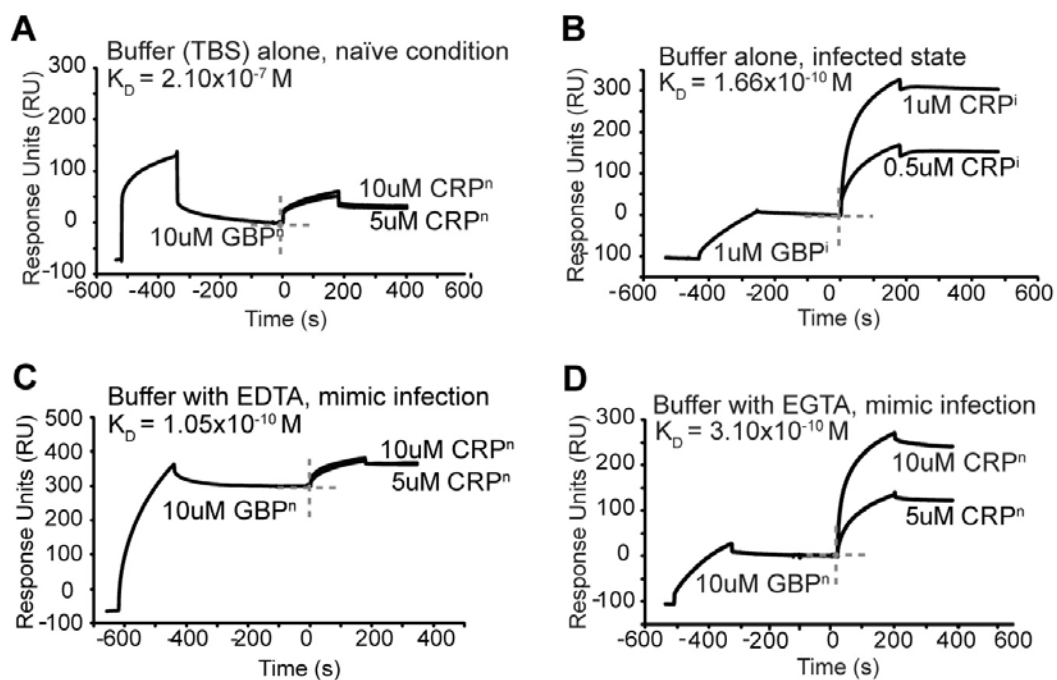 A
Buffer (TBS) alone, naïve condition
K_D = 2.10x10⁻⁷ M
Response Units (RU)
300
200
100
0
-100
10uM GBPⁿ
10uM CRPⁿ
5uM CRPⁿ
-600 -400 -200 0 200 400 600
Time (s)
B
Buffer alone, infected state
K_D = 1.66x10⁻¹⁰ M
Response Units (RU)
300
200
100
0
100
1uM GBPⁱ
1uM CRPⁱ
0.5uM CRPⁱ
-600 -400 -200 0 200 400 600
Time (s)
C
Buffer with EDTA, mimic infection
K_D = 1.05x10⁻¹⁰ M
Response Units (RU)
500
400
300
400
200
100
0
-100
10uM GBPⁿ
10uM CRPⁿ
5uM CRPⁿ
-600 -400 -200 0 200 400
Time (s)
D
Buffer with EGTA, mimic infection
K_D = 3.10x10⁻¹⁰ M
Response Units (RU)
300
200
100
0
-100
10uM GBPⁿ
10uM CRPⁿ
5uM CRPⁿ
-600 -400 -200 0 200 400 600
Time (s)